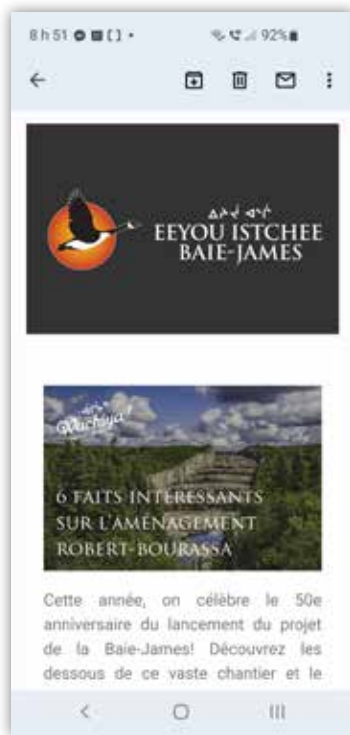 8 h 51
92%
ᐄᔨᔨᐤ ᐊᔅᒌ
EEYOU ISTCHEE
BAIE-JAMES
Wachiya!
6 FAITS INTÉRESSANTS
SUR L'AMÉNAGEMENT
ROBERT-BOURASSA
Cette année, on célèbre le 50e
anniversaire du lancement du projet
de la Baie-James! Découvrez les
dessous de ce vaste chantier et le